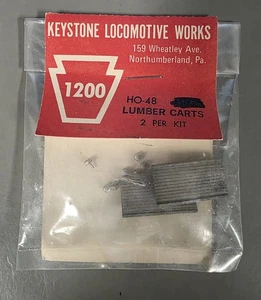 KEYSTONE LOCOMOTIVE WORKS
159 Wheatley Ave.
Northumberland, Pa.
1200
HO-48
LUMBER CARTS
2 PER KIT